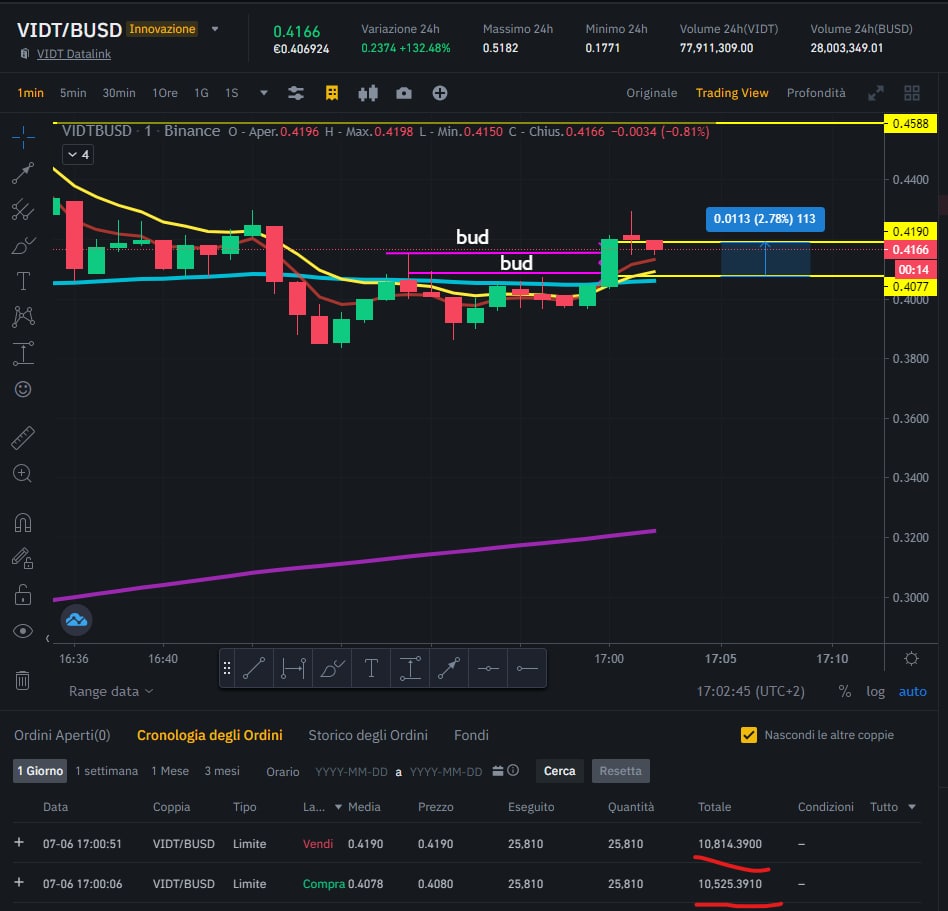 VIDT/BUSD Innovazione
VIDT Datalink
0.4166
€0.406924
Variazione 24h
0.2374 +132.48%
Massimo 24h
0.5182
Minimo 24h
0.1771
Volume 24h(VIDT)
77,911,309.00
Volume 24h(BUSD)
28,003,349.01
1min 5min 30min 1Ore 1G 1S
Originale Trading View Profondità
VIDTBUSD · 1 · Binance O - Aper.0.4196 H - Max.0.4198 L - Min.0.4150 C - Chius.0.4166 −0.0034 (−0.81%)
4
0.4588
0.4400
0.0113 (2.78%) 113
bud
bud
0.4190
0.4166
00:14
0.4077
0.4000
0.3800
0.3600
0.3400
0.3200
0.3000
16:36 16:40 17:00 17:05 17:10
T
T
Range data
17:02:45 (UTC+2) % log auto
Ordini Aperti(0) Cronologia degli Ordini Storico degli Ordini Fondi
Nascondi le altre coppie
1 Giorno 1 settimana 1 Mese 3 mesi Orario YYYY-MM-DD a YYYY-MM-DD Cerca Resetta
Data Coppia Tipo La... Media Prezzo Eseguito Quantità Totale Condizioni Tutto
+ 07-06 17:00:51 VIDT/BUSD Limite Vendi 0.4190 0.4190 25,810 25,810 10,814.3900 –
+ 07-06 17:00:06 VIDT/BUSD Limite Compra 0.4078 0.4080 25,810 25,810 10,525.3910 –